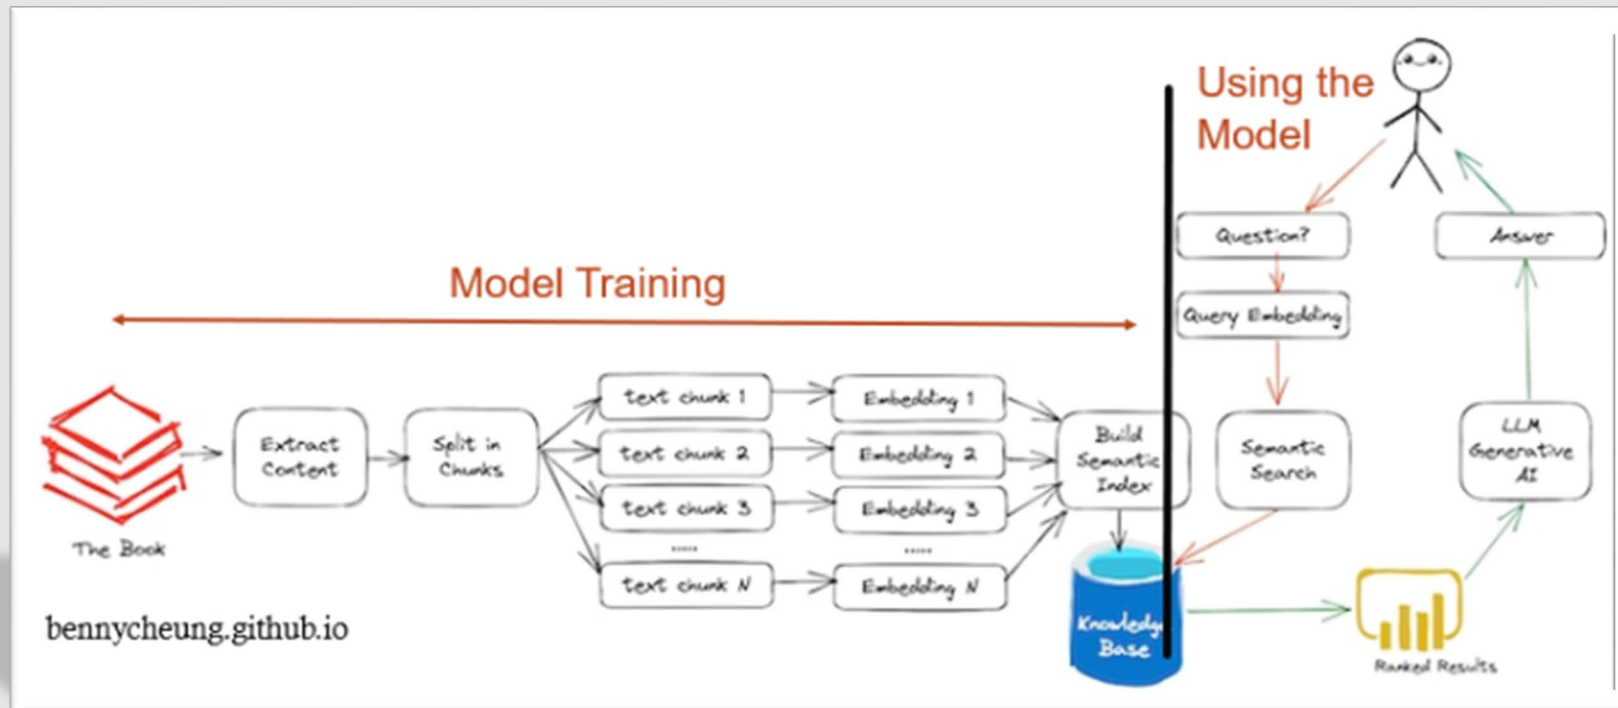 Using the
Model
Question?
Answer
Model Training
Query Embedding
The Book
Extract
Content
Split in
Chunks
text chunk 1
text chunk 2
text chunk 3
.....
text chunk N
Embedding 1
Embedding 2
Embedding 3
.....
Embedding N
Build
Semantic
Index
Semantic
Search
LLM
Generative
AI
Knowledge
Base
Ranked Results
bennycheung.github.io